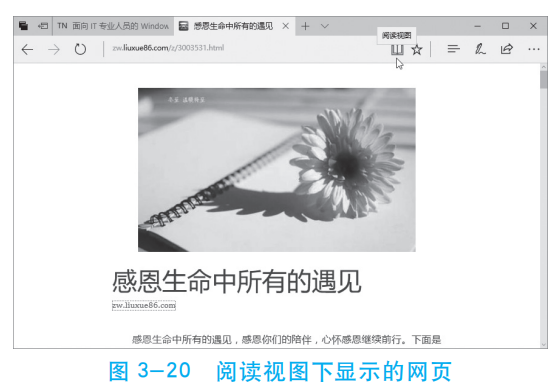 TN 面向 IT 专业人员的 Window
感恩生命中所有的遇见
阅读视图
zw.liuxue86.com/z/3003531.html
感恩生命中所有的遇见
zw.liuxue86.com
感恩生命中所有的遇见，感恩你们的陪伴，心怀感恩继续前行。下面是
图 3-20 阅读视图下显示的网页